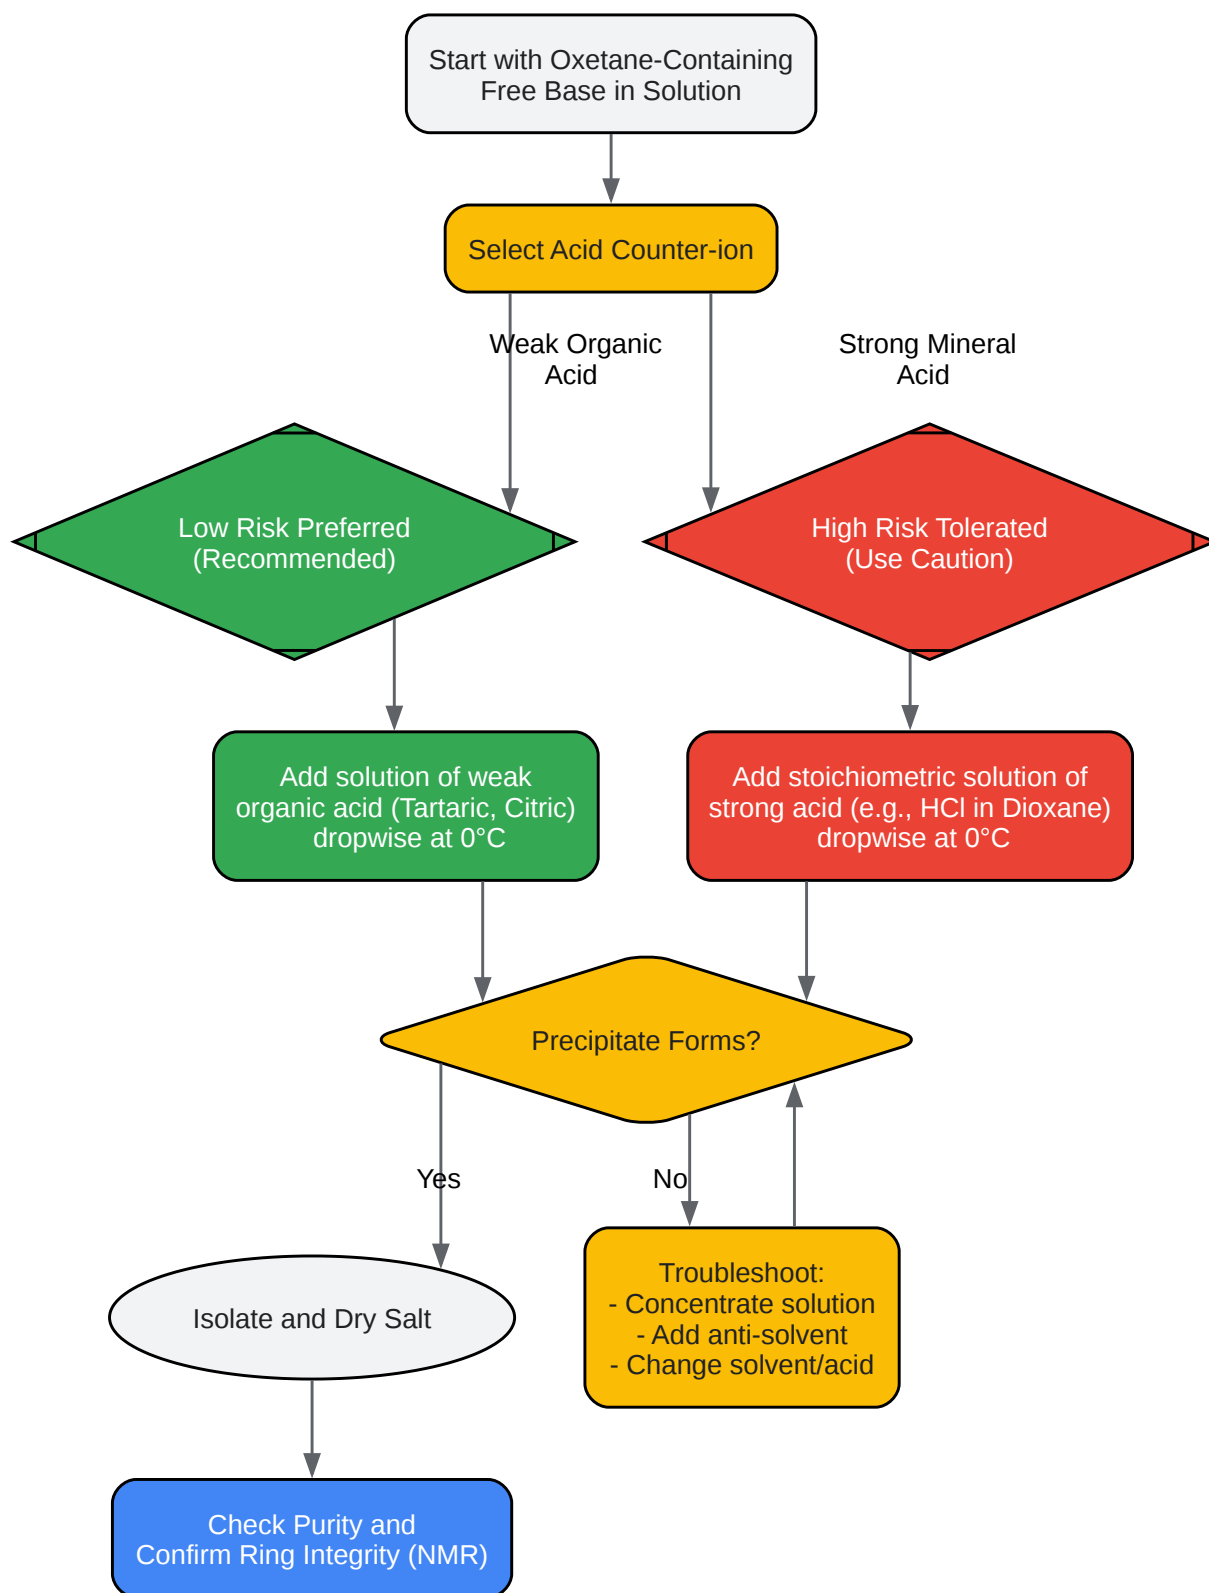 Start with Oxetane-Containing
Free Base in Solution
Select Acid Counter-ion
Weak Organic
Acid
Strong Mineral
Acid
Low Risk Preferred
(Recommended)
High Risk Tolerated
(Use Caution)
Add solution of weak
organic acid (Tartaric, Citric)
dropwise at 0°C
Add stoichiometric solution of
strong acid (e.g., HCl in Dioxane)
dropwise at 0°C
Precipitate Forms?
Yes
No
Isolate and Dry Salt
Troubleshoot:
- Concentrate solution
- Add anti-solvent
- Change solvent/acid
Check Purity and
Confirm Ring Integrity (NMR)